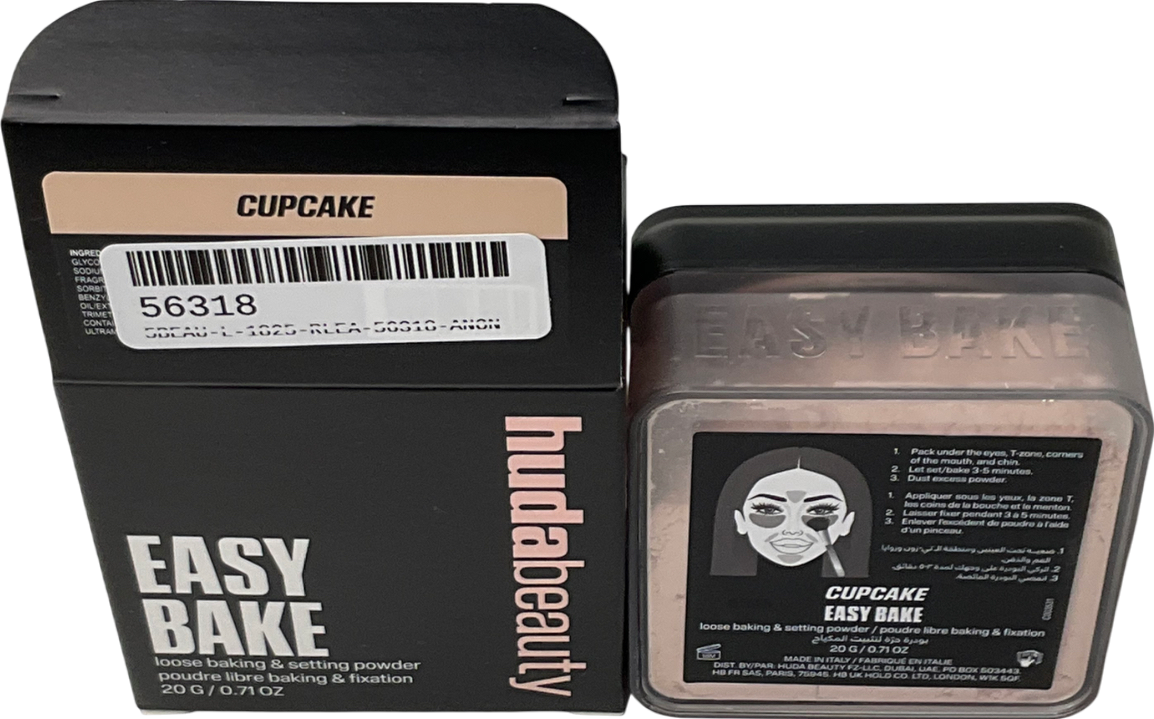 CUPCAKE
INGRED
GLYCO
SODIU
FRAGR
SORBIT
BENZY
OIL/EXT
TRIMET
CONTA
ULTRAM
56318
huda beauty
EASY
BAKE
loose baking & setting powder
poudre libre baking & fixation
20 G / 0.71 OZ
EASY BAKE
1. Pack under the eyes, T-zone, corners
of the mouth, and chin.
2. Let set/bake 3-5 minutes.
3. Dust excess powder.
1. Appliquer sous les yeux, la zone T,
les coins de la bouche et le menton.
2. Laisser fixer pendant 3 à 5 minutes.
3. Enlever l'excédent de poudre à l'aide
d'un pinceau.
CUPCAKE
EASY BAKE
loose baking & setting powder / poudre libre baking & fixation
بودرة حرّة لتثبيت المكياج
20 G / 0.71 OZ
MADE IN ITALY / FABRIQUÉ EN ITALIE
DIST. BY/PAR: HUDA BEAUTY FZ-LLC, DUBAI, UAE, PO BOX 503443.
HB FR SAS, PARIS, 75945. HB UK HOLD CO. LTD, LONDON, W1K 5QF.